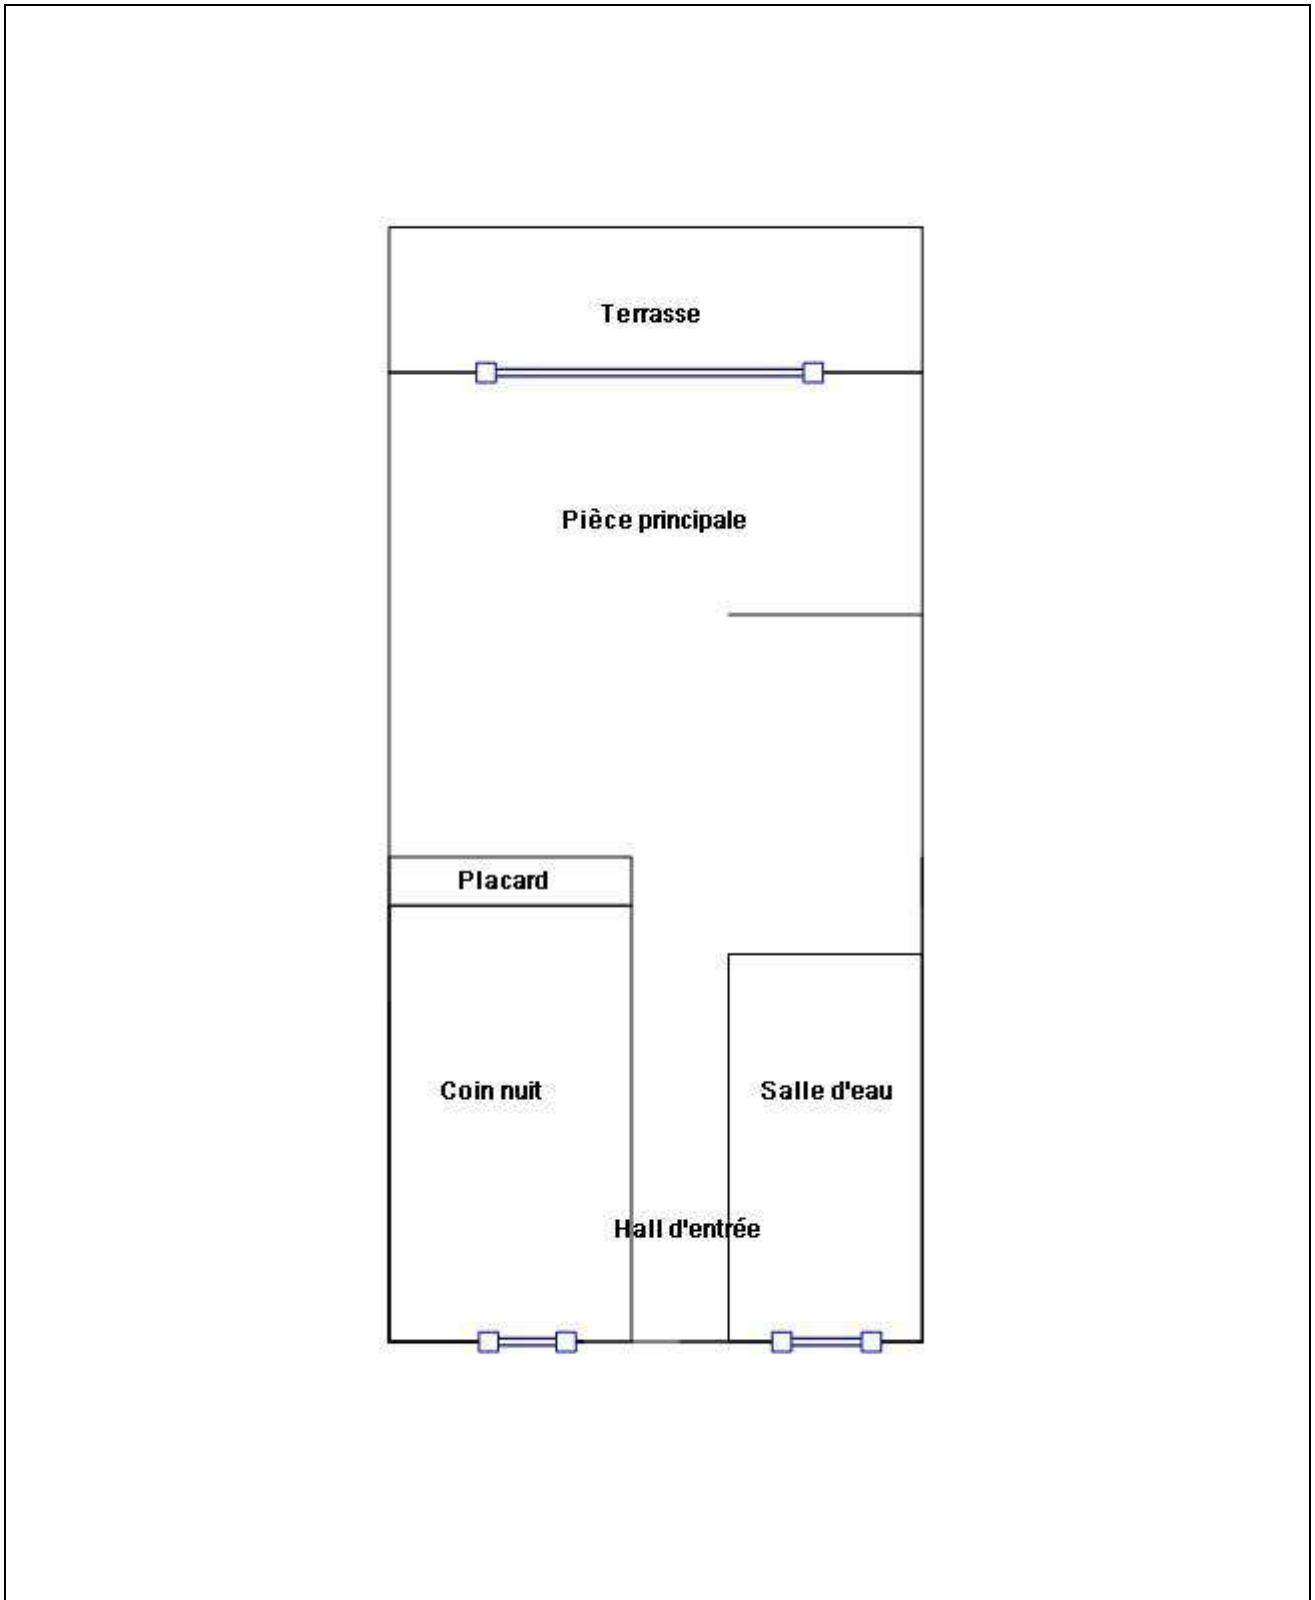 Terrasse
Pièce principale
Placard
Coin nuit
Salle d'eau
Hall d'entrée